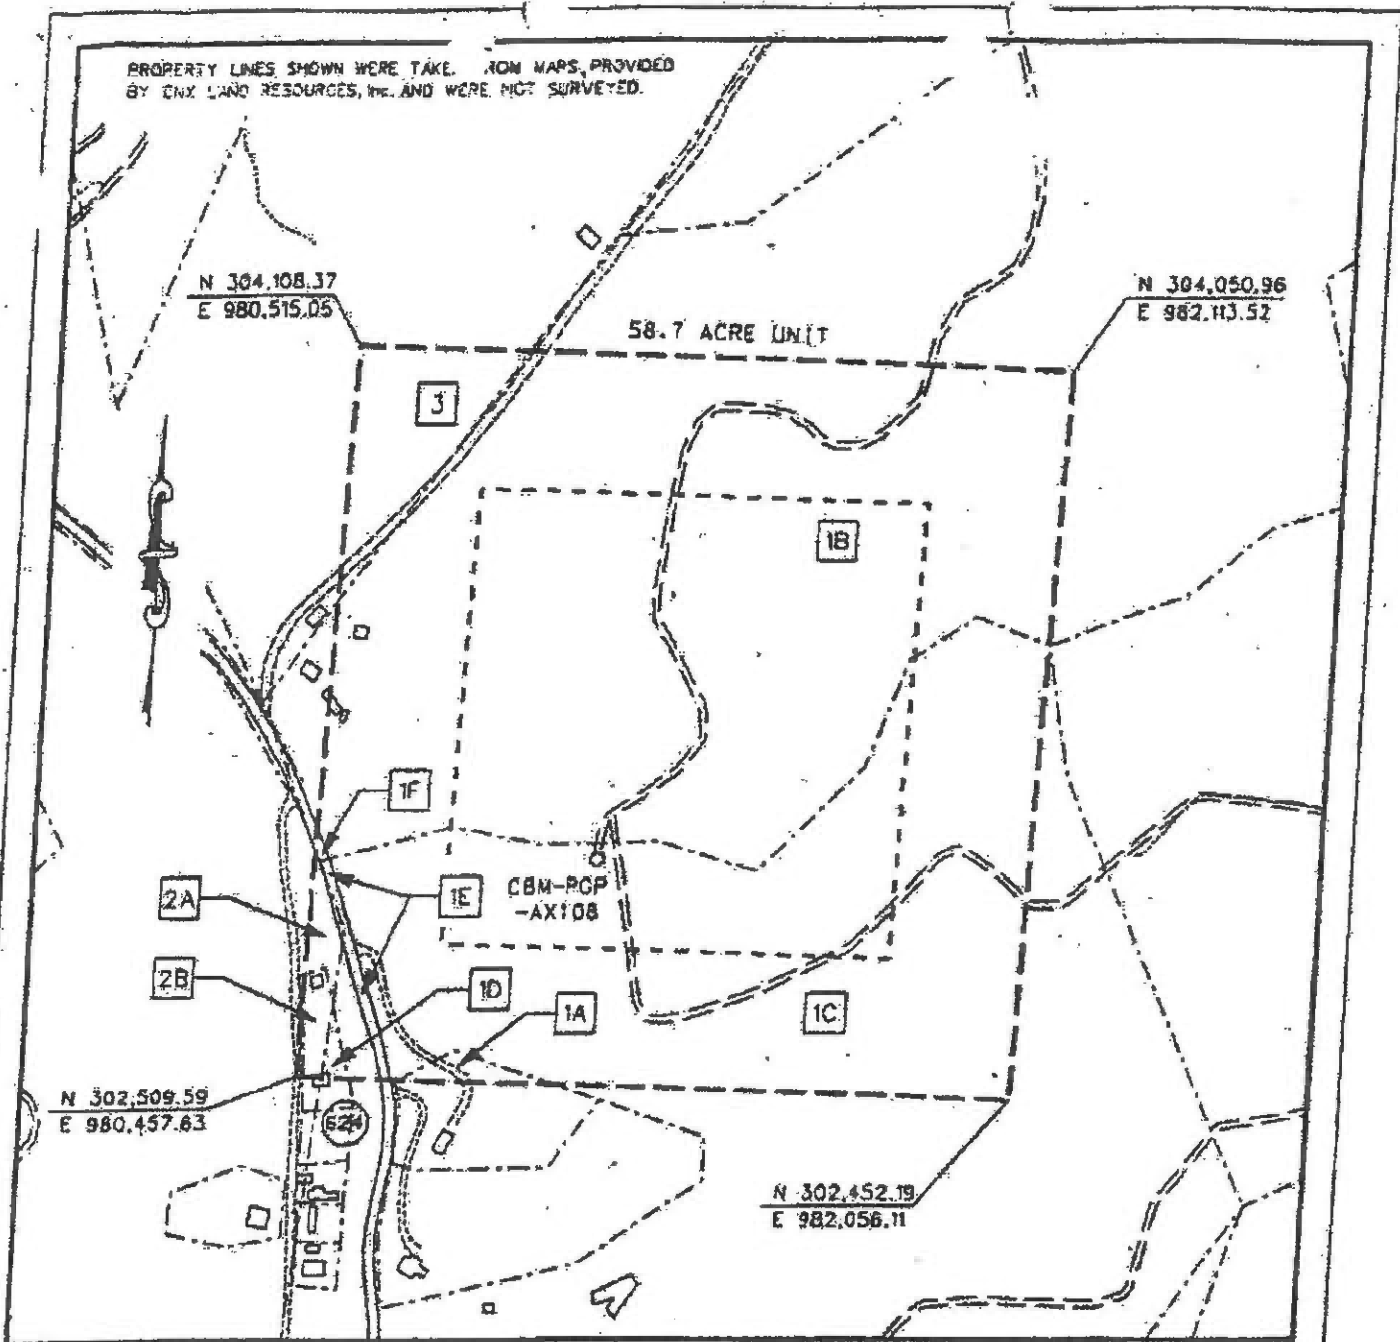 PROPERTY LINES SHOWN WERE TAKE. ROM MAPS, PROVIDED
BY CNX LAND RESOURCES, INC. AND WERE NOT SURVEYED.
N 304,108.37
E 980,515.05
N 304,050.96
E 982,113.52
58.7 ACRE UNIT
3
1B
1F
2A
1E
CBM-PGP
-AX108
2B
1D
1A
1C
N 302,509.59
E 980,457.63
624
N 302,452.19
E 982,056.11